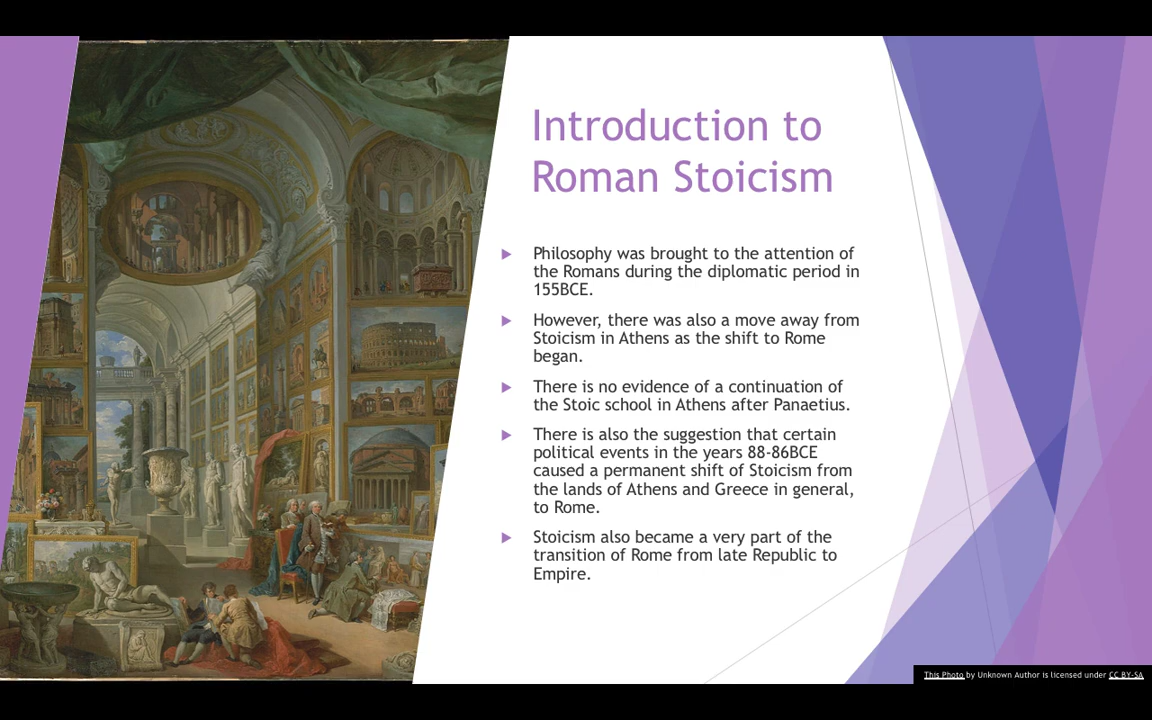 Introduction to
Roman Stoicism
Philosophy was brought to the attention of
the Romans during the diplomatic period in
155BCE.
However, there was also a move away from
Stoicism in Athens as the shift to Rome
began.
There is no evidence of a continuation of
the Stoic school in Athens after Panaetius.
There is also the suggestion that certain
political events in the years 88-86BCE
caused a permanent shift of Stoicism from
the lands of Athens and Greece in general,
to Rome.
Stoicism also became a very part of the
transition of Rome from late Republic to
Empire.
This Photo by Unknown Author is licensed under CC BY-SA